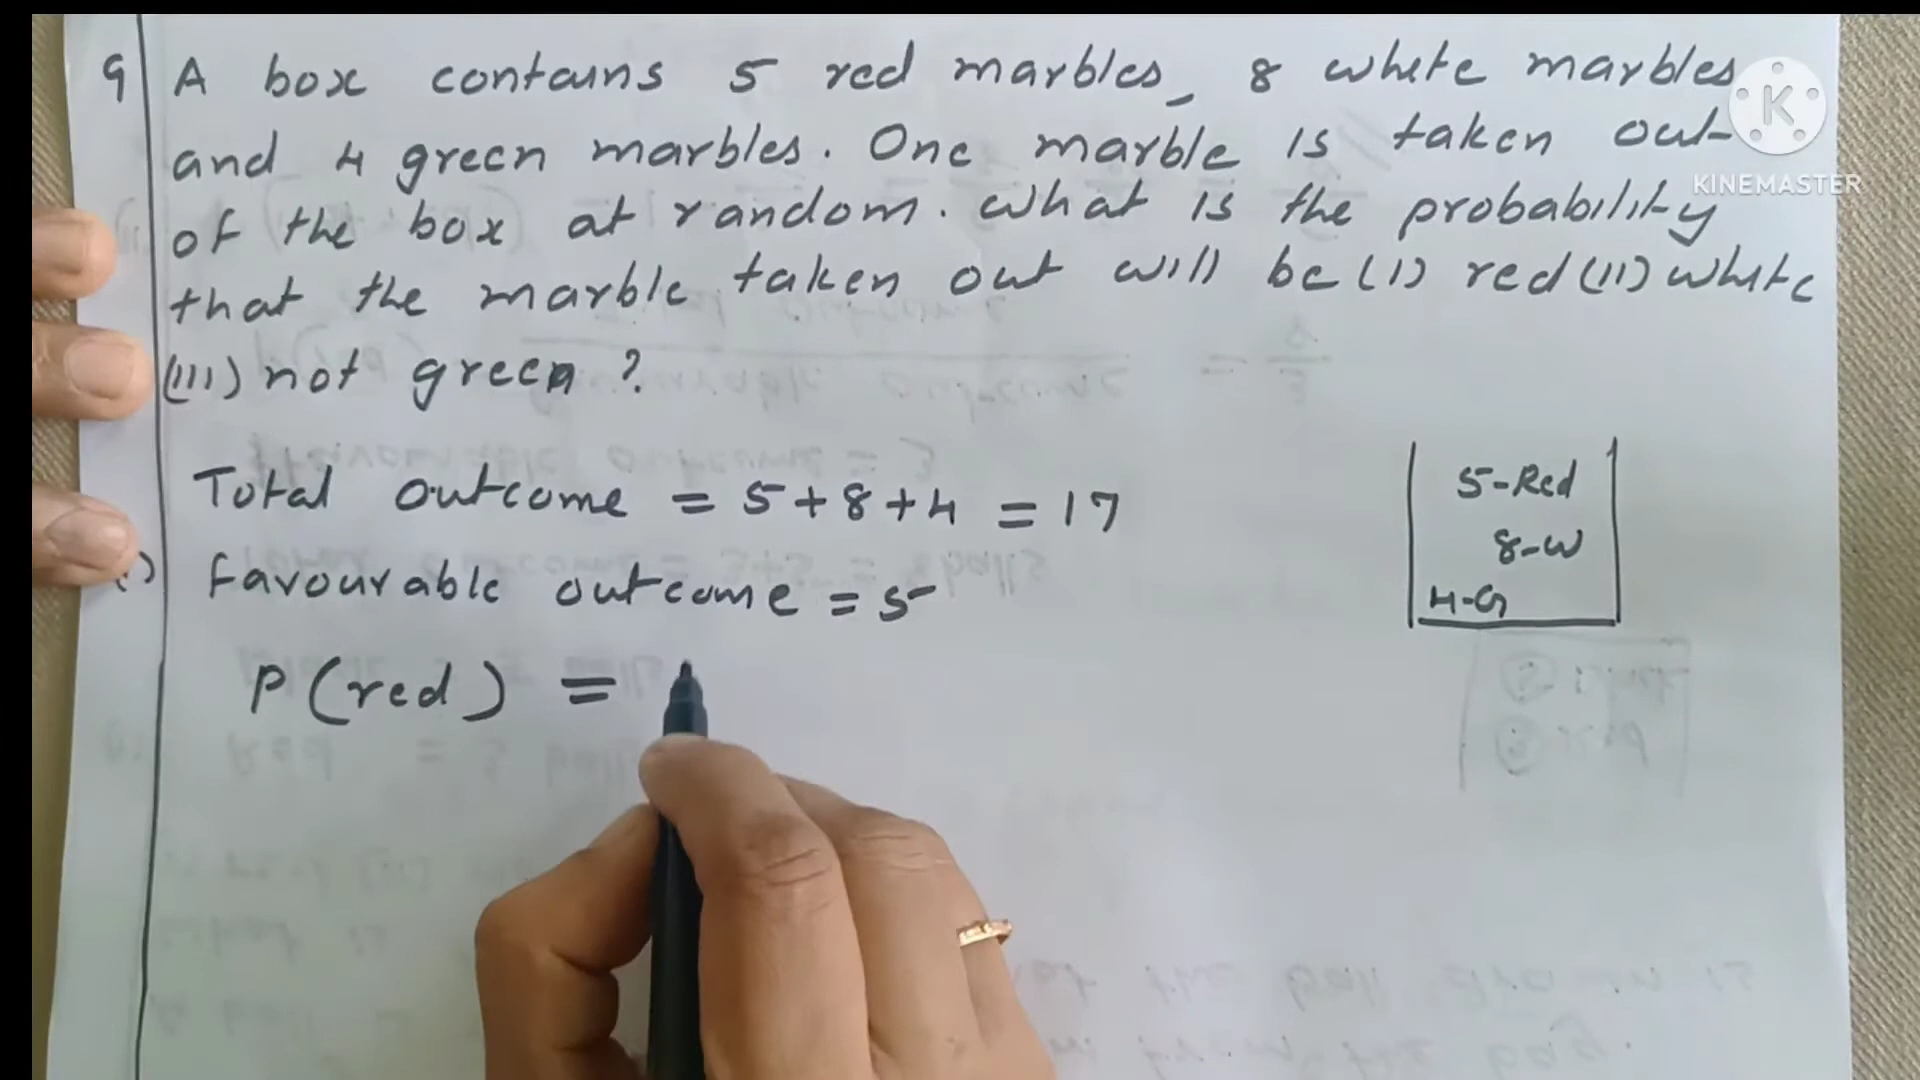 9 A box contains 5 red marbles, 8 white marbles
and 4 green marbles. One marble is taken out
of the box at random. What is the probability
that the marble taken out will be (i) red (ii) white
(iii) not green?
Total outcome = 5+8+4 = 17
Favourable outcome = 5
P(red) =
5-Red
8-W
4-G
K
KINEMASTER